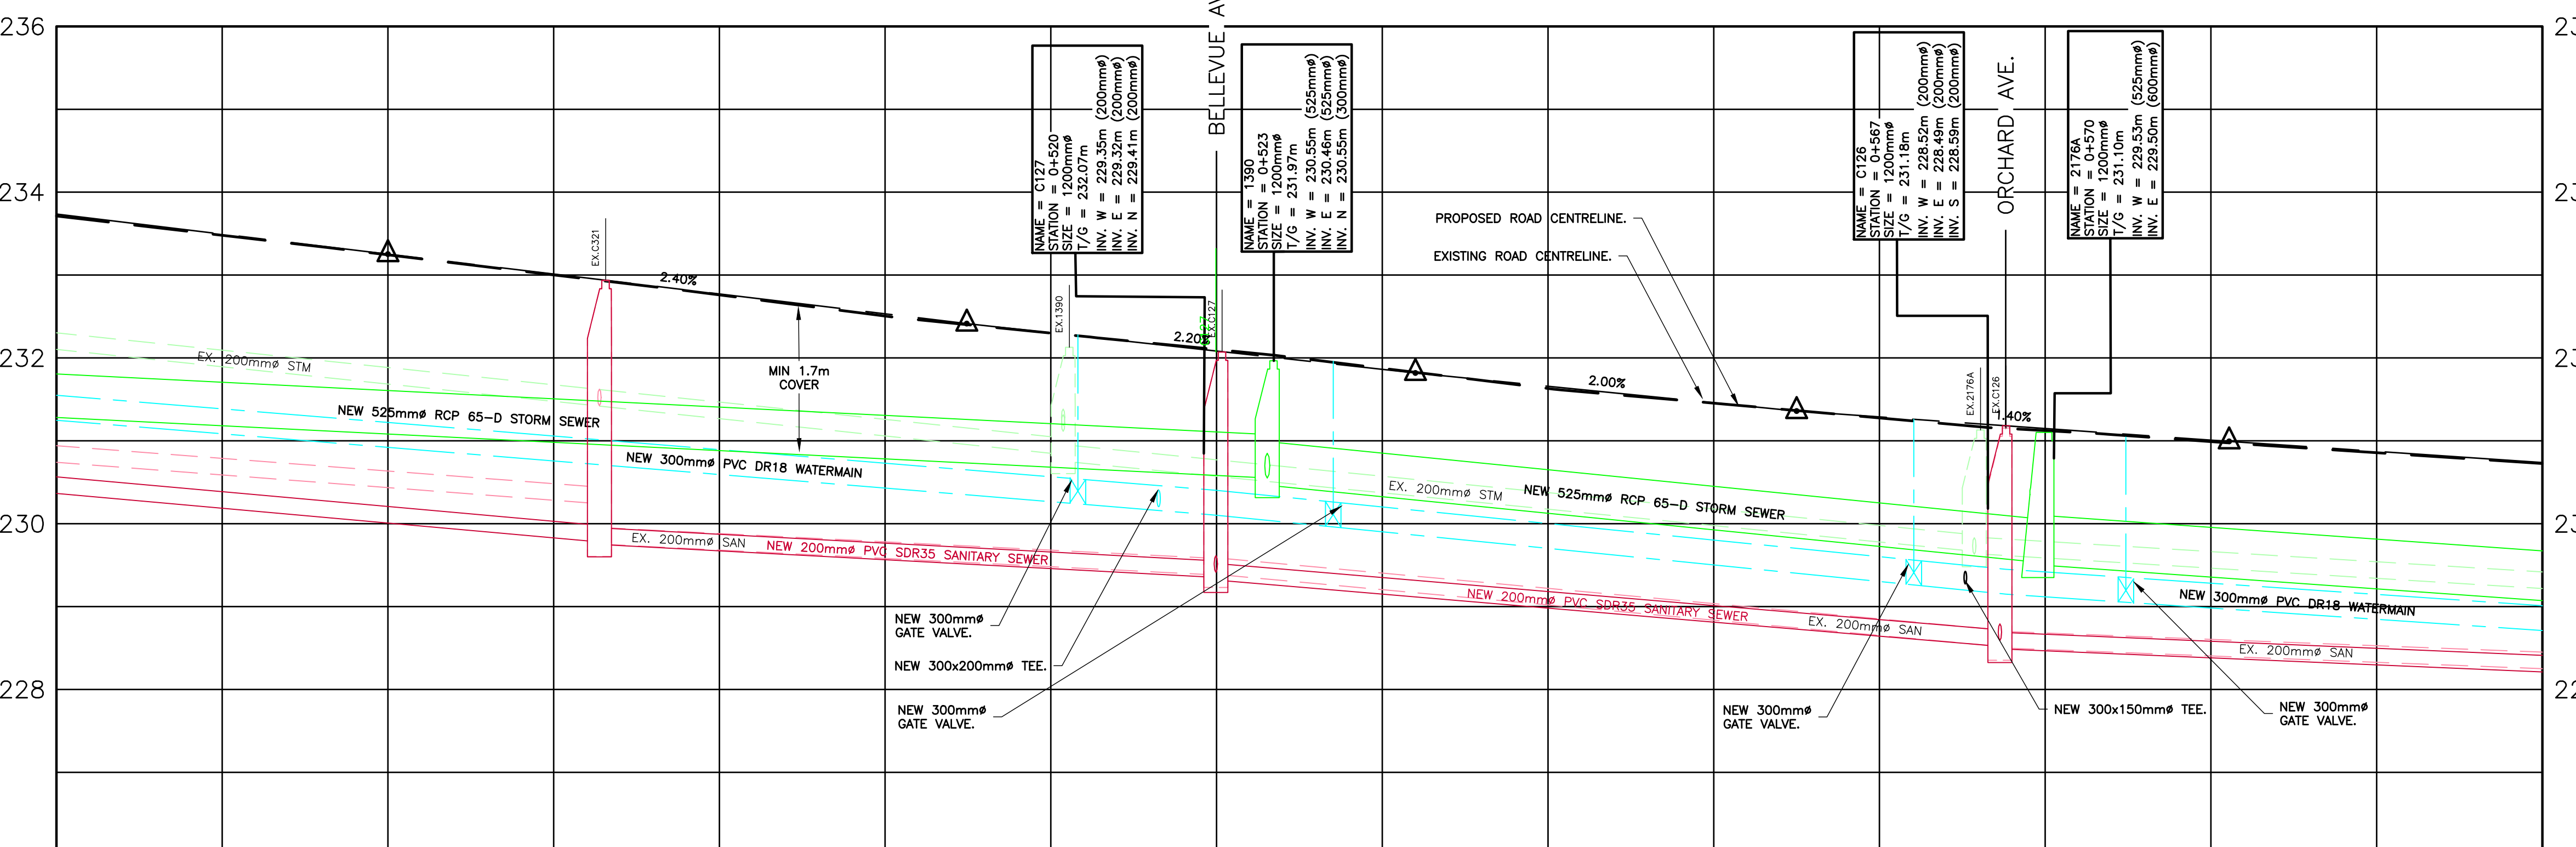 236
234
232
230
228
EX. 200mmø STM
NEW 525mmø RCP 65-D STORM SEWER
EX.C321
2.40%
MIN 1.7m
COVER
NEW 300mmø PVC DR18 WATERMAIN
EX. 200mmø SAN
NEW 200mmø PVC SDR35 SANITARY SEWER
NAME = C127
STATION = 0+520
SIZE = 1200mmø
T/G = 232.07m
INV. W = 229.35m (200mmø)
INV. E = 229.32m (200mmø)
INV. N = 229.41m (200mmø)
EX.1390
2.20%
EX.C127
BELLEVUE AV
NAME = 1390
STATION = 0+523
SIZE = 1200mmø
T/G = 231.97m
INV. W = 230.55m (525mmø)
INV. E = 230.46m (525mmø)
INV. N = 230.55m (300mmø)
PROPOSED ROAD CENTRELINE.
EXISTING ROAD CENTRELINE.
2.00%
EX. 200mmø STM
NEW 525mmø RCP 65-D STORM SEWER
NEW 200mmø PVC SDR35 SANITARY SEWER
EX. 200mmø SAN
NEW 300mmø
GATE VALVE.
NEW 300x200mmø TEE.
NEW 300mmø
GATE VALVE.
NAME = C126
STATION = 0+567
SIZE = 1200mmø
T/G = 231.18m
INV. W = 228.52m (200mmø)
INV. E = 228.49m (200mmø)
INV. S = 228.59m (200mmø)
EX.2176A
EX.C126
ORCHARD AVE.
1.40%
NAME = 2176A
STATION = 0+570
SIZE = 1200mmø
T/G = 231.10m
INV. W = 229.53m (525mmø)
INV. E = 229.50m (600mmø)
NEW 300mmø PVC DR18 WATERMAIN
EX. 200mmø SAN
NEW 300mmø
GATE VALVE.
NEW 300x150mmø TEE.
NEW 300mmø
GATE VALVE.
23
23
23
23
22